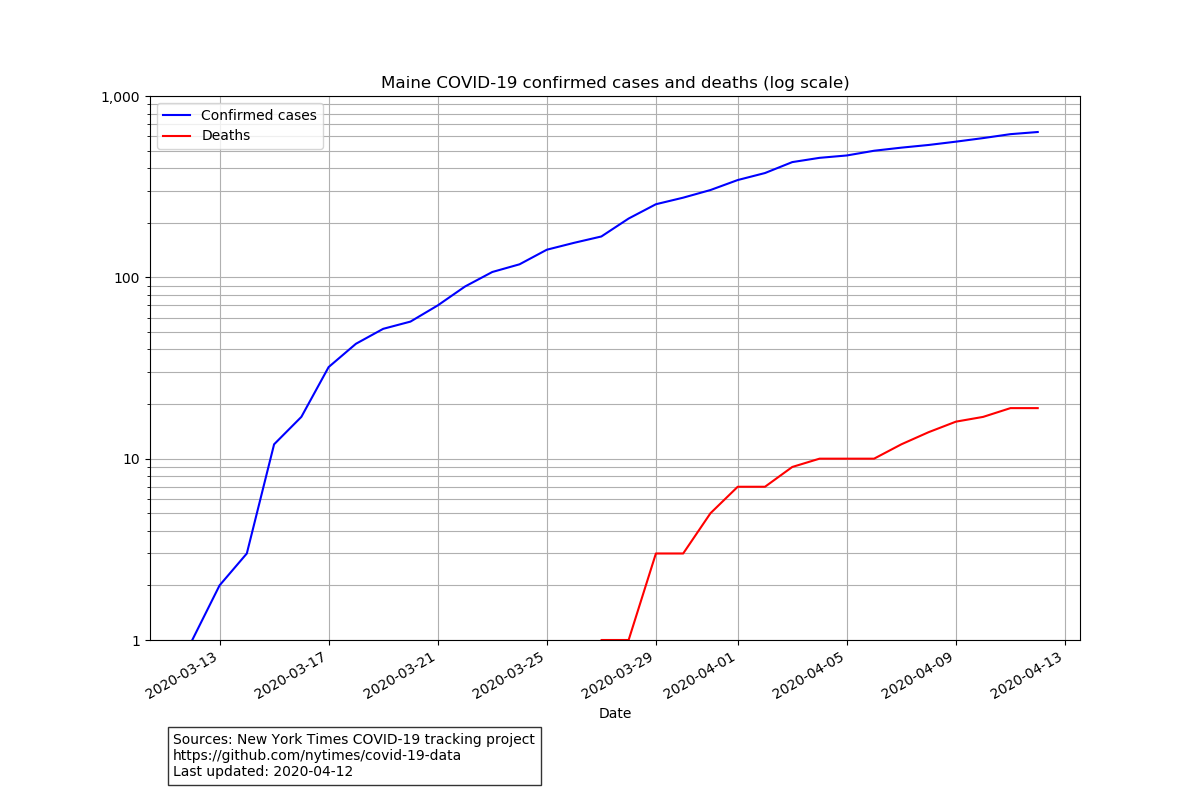 Maine COVID-19 confirmed cases and deaths (log scale)
1,000
100
10
1
Confirmed cases
Deaths
2020-03-13
2020-03-17
2020-03-21
2020-03-25
2020-03-29
2020-04-01
2020-04-05
2020-04-09
2020-04-13
Date
Sources: New York Times COVID-19 tracking project
https://github.com/nytimes/covid-19-data
Last updated: 2020-04-12